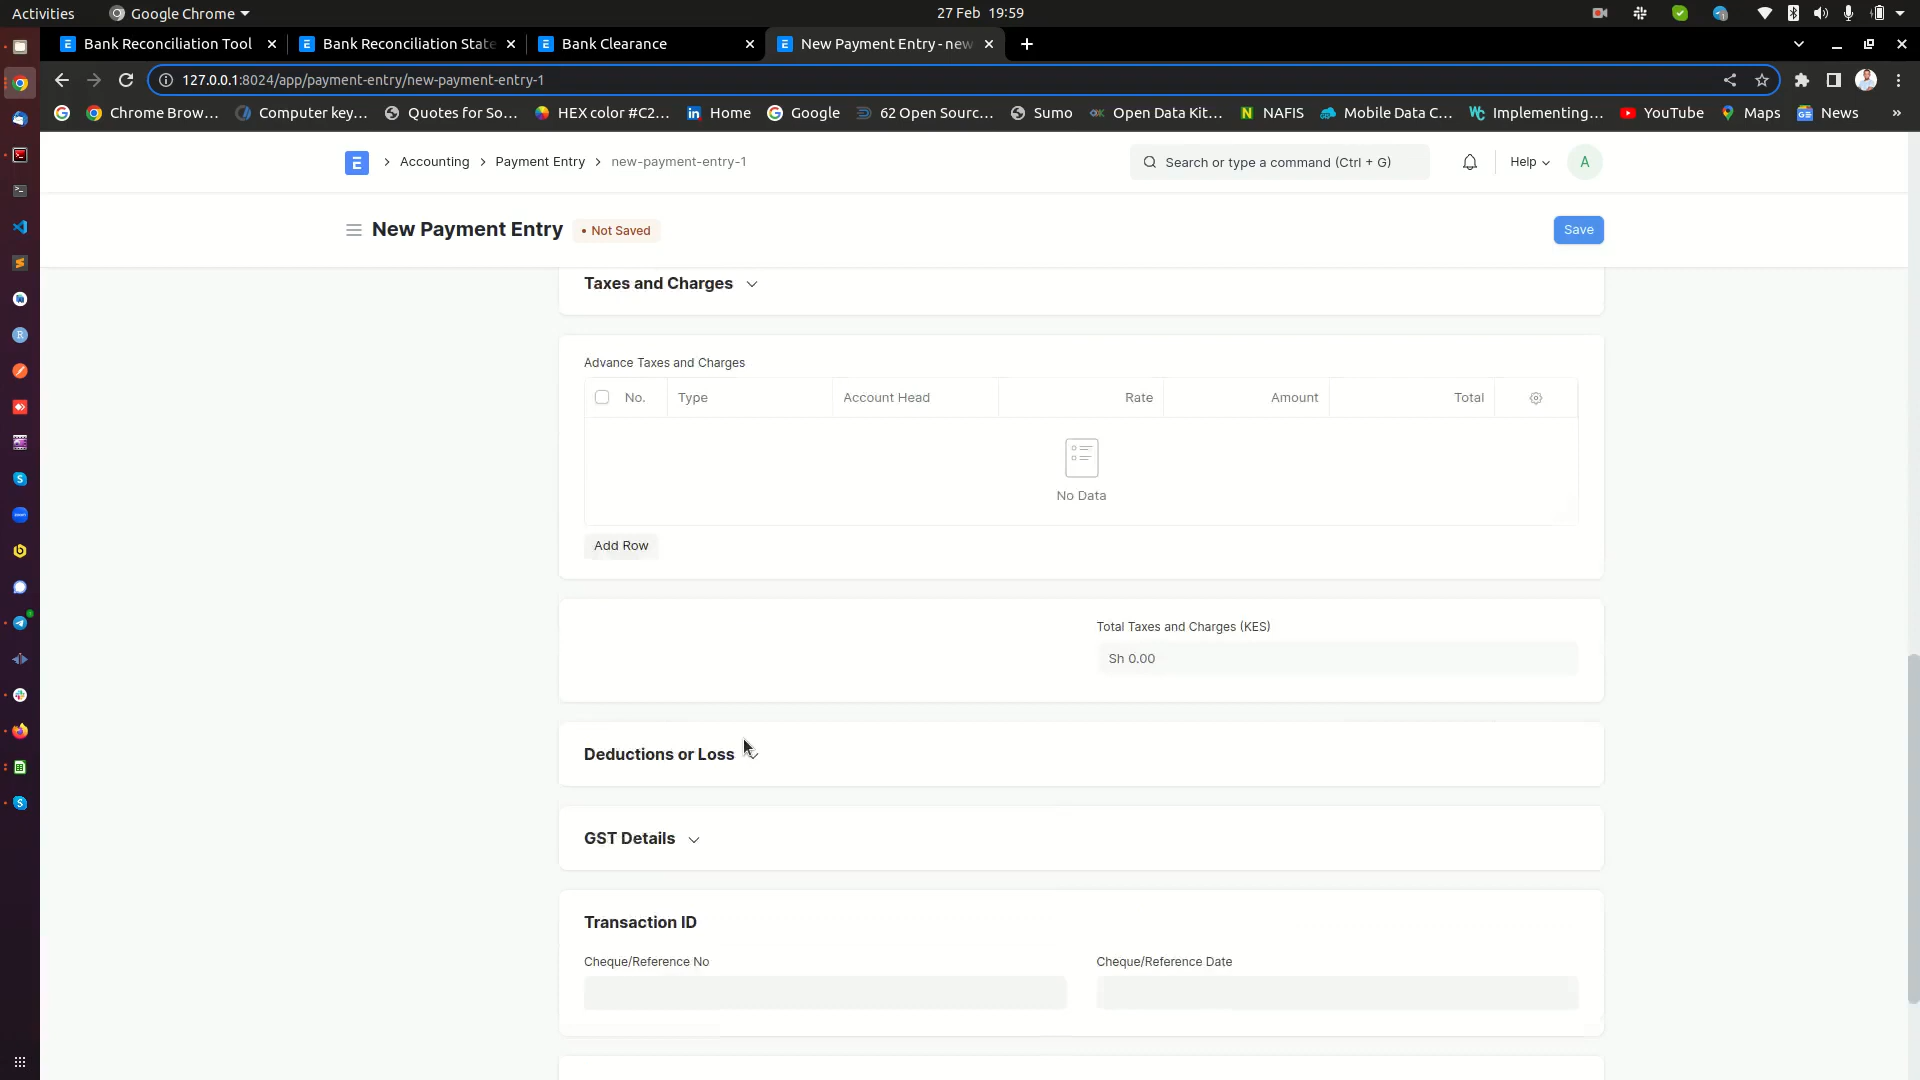 Activities
Google Chrome
27 Feb 19:59
Bank Reconciliation Tool
Bank Reconciliation State
Bank Clearance
New Payment Entry - new
127.0.0.1:8024/app/payment-entry/new-payment-entry-1
Chrome Brow...
Computer key...
Quotes for So...
HEX color #C2...
Home
Google
62 Open Sourc...
Sumo
Open Data Kit...
NAFIS
Mobile Data C...
Implementing...
YouTube
Maps
News
E
Accounting
Payment Entry
new-payment-entry-1
Search or type a command (Ctrl + G)
Help
A
New Payment Entry
Not Saved
Save
Taxes and Charges
Advance Taxes and Charges
No.
Type
Account Head
Rate
Amount
Total
No Data
Add Row
Total Taxes and Charges (KES)
Sh 0.00
Deductions or Loss
GST Details
Transaction ID
Cheque/Reference No
Cheque/Reference Date